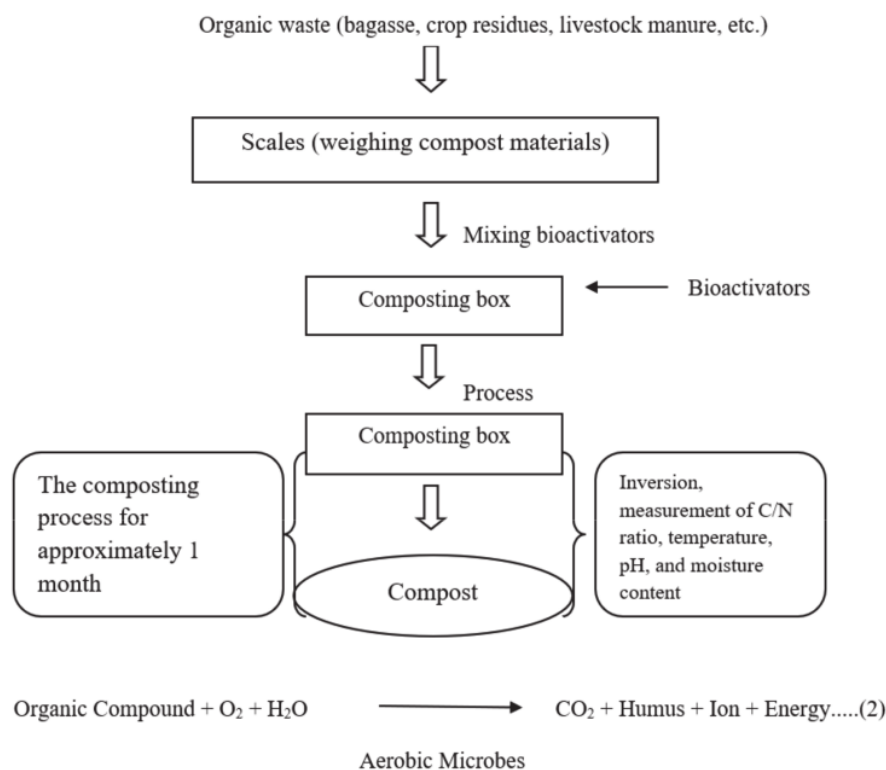 Organic waste (bagasse, crop residues, livestock manure, etc.)
Scales (weighing compost materials)
Mixing bioactivators
Composting box
Bioactivators
Process
Composting box
The composting
process for
approximately 1
month
Inversion,
measurement of C/N
ratio, temperature,
pH, and moisture
content
Compost
Organic Compound + O₂ + H₂O
CO₂ + Humus + Ion + Energy.....(2)
Aerobic Microbes